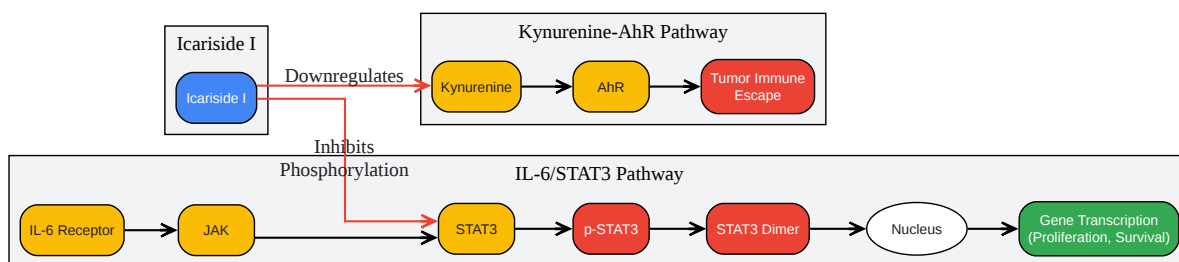 Icariside I
Kynurenine-AhR Pathway
Downregulates
Icariside I
Kynurenine
AhR
Tumor Immune
Escape
Inhibits
Phosphorylation
IL-6/STAT3 Pathway
IL-6 Receptor
JAK
STAT3
p-STAT3
STAT3 Dimer
Nucleus
Gene Transcription
(Proliferation, Survival)